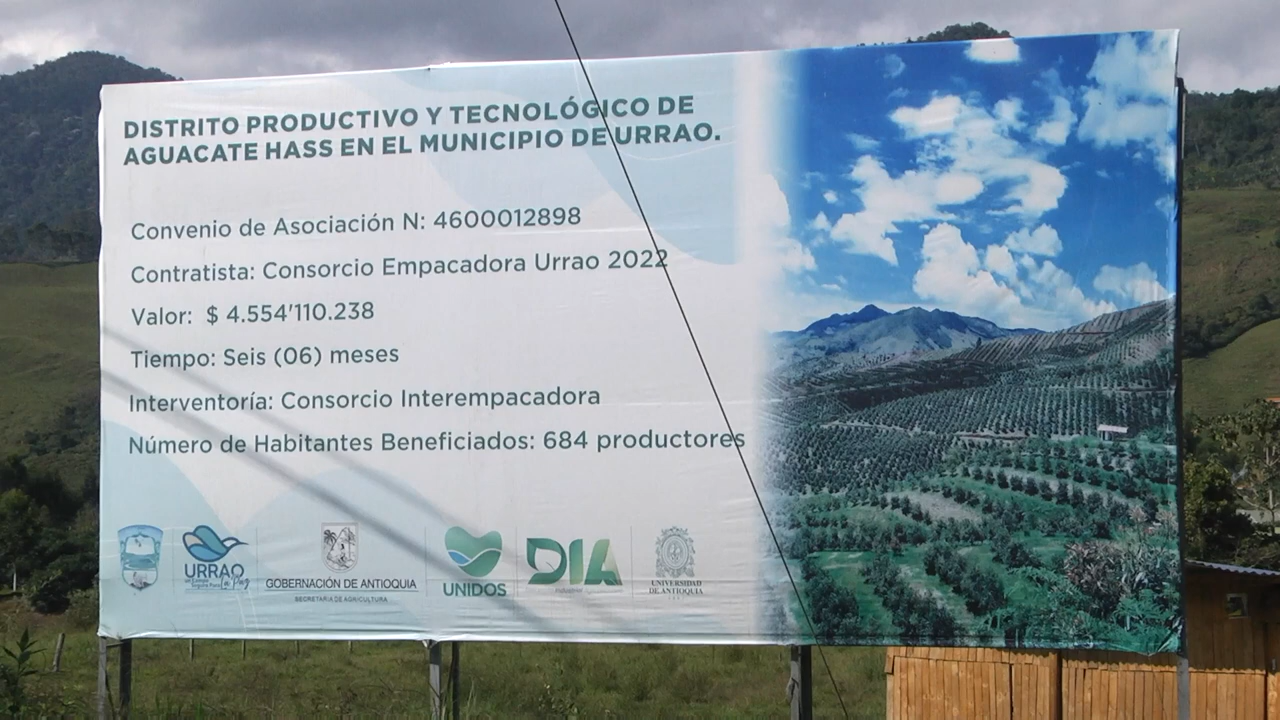 DISTRITO PRODUCTIVO Y TECNOLÓGICO DE
AGUACATE HASS EN EL MUNICIPIO DE URRAO.
Convenio de Asociación N: 4600012898
Contratista: Consorcio Empacadora Urrao 2022
Valor: $ 4.554'110.238
Tiempo: Seis (06) meses
Interventoría: Consorcio Interempacadora
Número de Habitantes Beneficiados: 684 productores
URRAO
la Paz
GOBERNACIÓN DE ANTIOQUIA
SECRETARÍA DE AGRICULTURA
UNIDOS
DIA
UNIVERSIDAD
DE ANTIOQUIA